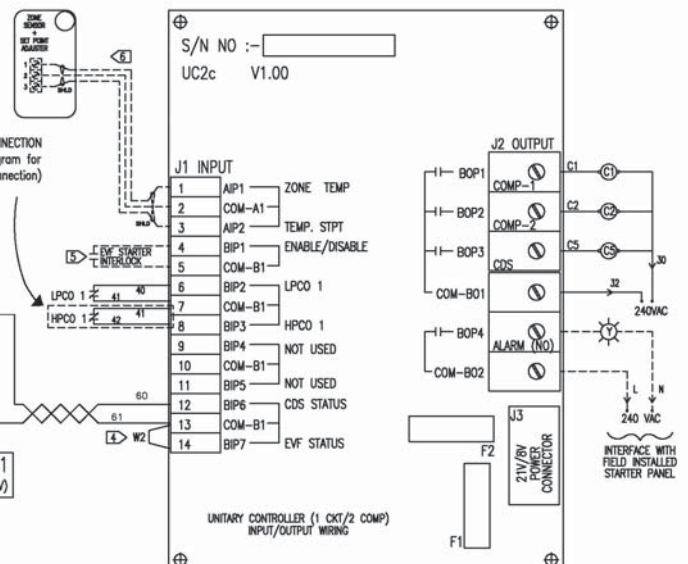 ZONE
SENSOR
+
SET POINT
ADJUSTER
1
2
3
SHLD
6
S/N NO :-
UC2c V1.00
NECTION
gram for
nnection)
J1 INPUT
1 AIP1 ZONE TEMP
2 COM-A1
3 AIP2 TEMP. STPT
4 BIP1 ENABLE/DISABLE
5 COM-B1
6 BIP2 LPCO 1
7 COM-B1
8 BIP3 HPCO 1
9 BIP4 NOT USED
10 COM-B1
11 BIP5 NOT USED
12 BIP6 CDS STATUS
13 COM-B1
14 BIP7 EVF STATUS
SHLD
5 EVF STARTER
INTERLOCK
LPCO 1 40
41
HPCO 1 41
42
60
61
4 W2
1
V)
J2 OUTPUT
BOP1 C1 C1
COMP-1
BOP2 C2 C2
COMP-2
BOP3 C5 C5
CDS
30
COM-B01 32
240VAC
BOP4 Y
ALARM (NO)
COM-B02 L N
240 VAC
INTERFACE WITH
FIELD INSTALLED
STARTER PANEL
J3
21V/8V
POWER
CONNECTOR
F2
F1
UNITARY CONTROLLER (1 CKT/2 COMP)
INPUT/OUTPUT WIRING